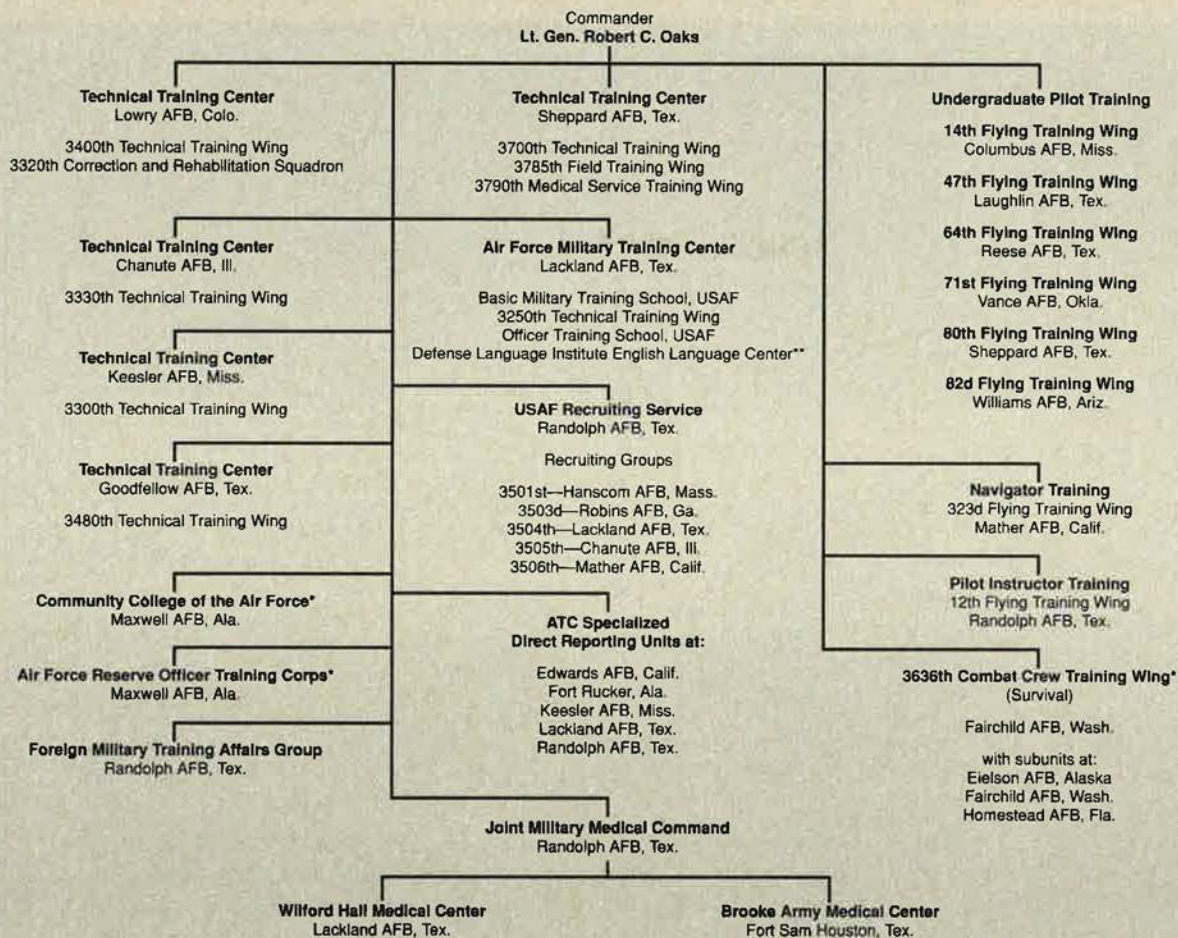 Commander
Lt. Gen. Robert C. Oaks
Technical Training Center
Lowry AFB, Colo.
3400th Technical Training Wing
3320th Correction and Rehabilitation Squadron
Technical Training Center
Sheppard AFB, Tex.
3700th Technical Training Wing
3785th Field Training Wing
3790th Medical Service Training Wing
Undergraduate Pilot Training
14th Flying Training Wing
Columbus AFB, Miss.
47th Flying Training Wing
Laughlin AFB, Tex.
64th Flying Training Wing
Reese AFB, Tex.
71st Flying Training Wing
Vance AFB, Okla.
80th Flying Training Wing
Sheppard AFB, Tex.
82d Flying Training Wing
Williams AFB, Ariz.
Technical Training Center
Chanute AFB, Ill.
3330th Technical Training Wing
Air Force Military Training Center
Lackland AFB, Tex.
Basic Military Training School, USAF
3250th Technical Training Wing
Officer Training School, USAF
Defense Language Institute English Language Center**
Technical Training Center
Keesler AFB, Miss.
3300th Technical Training Wing
USAF Recruiting Service
Randolph AFB, Tex.
Recruiting Groups
3501st—Hanscom AFB, Mass.
3503d—Robins AFB, Ga.
3504th—Lackland AFB, Tex.
3505th—Chanute AFB, Ill.
3506th—Mather AFB, Calif.
Technical Training Center
Goodfellow AFB, Tex.
3480th Technical Training Wing
Navigator Training
323d Flying Training Wing
Mather AFB, Calif.
Pilot Instructor Training
12th Flying Training Wing
Randolph AFB, Tex.
Community College of the Air Force*
Maxwell AFB, Ala.
ATC Specialized
Direct Reporting Units at:
Edwards AFB, Calif.
Fort Rucker, Ala.
Keesler AFB, Miss.
Lackland AFB, Tex.
Randolph AFB, Tex.
Air Force Reserve Officer Training Corps*
Maxwell AFB, Ala.
3636th Combat Crew Training Wing*
(Survival)
Fairchild AFB, Wash.
with subunits at:
Eielson AFB, Alaska
Fairchild AFB, Wash.
Homestead AFB, Fla.
Foreign Military Training Affairs Group
Randolph AFB, Tex.
Joint Military Medical Command
Randolph AFB, Tex.
Wilford Hall Medical Center
Lackland AFB, Tex.
Brooke Army Medical Center
Fort Sam Houston, Tex.